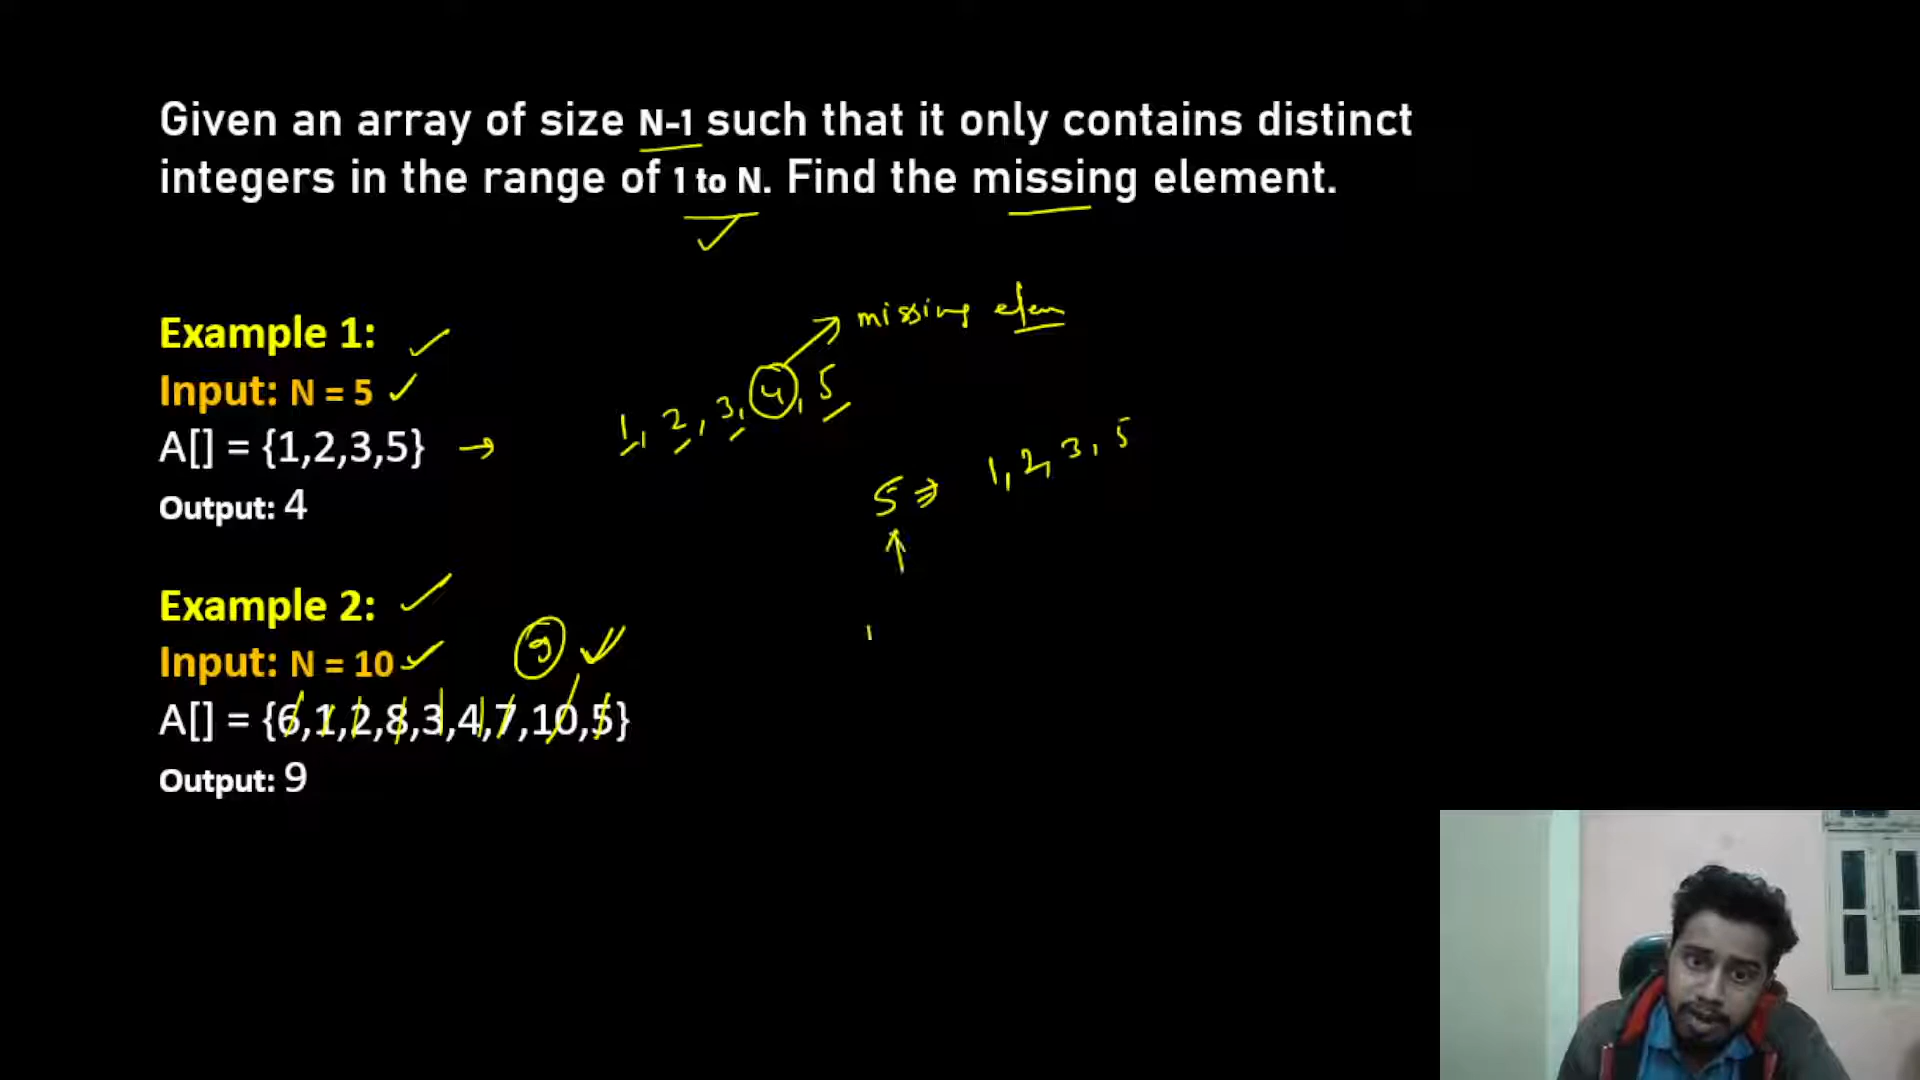 Given an array of size N-1 such that it only contains distinct
integers in the range of 1 to N. Find the missing element.
missing elem
Example 1:
Input: N = 5
1, 2, 3, 4, 5
A[] = {1,2,3,5}
5 ⇒ 1, 2, 3, 5
Output: 4
Example 2:
Input: N = 10
9
A[] = {6,1,2,8,3,4,7,10,5}
Output: 9